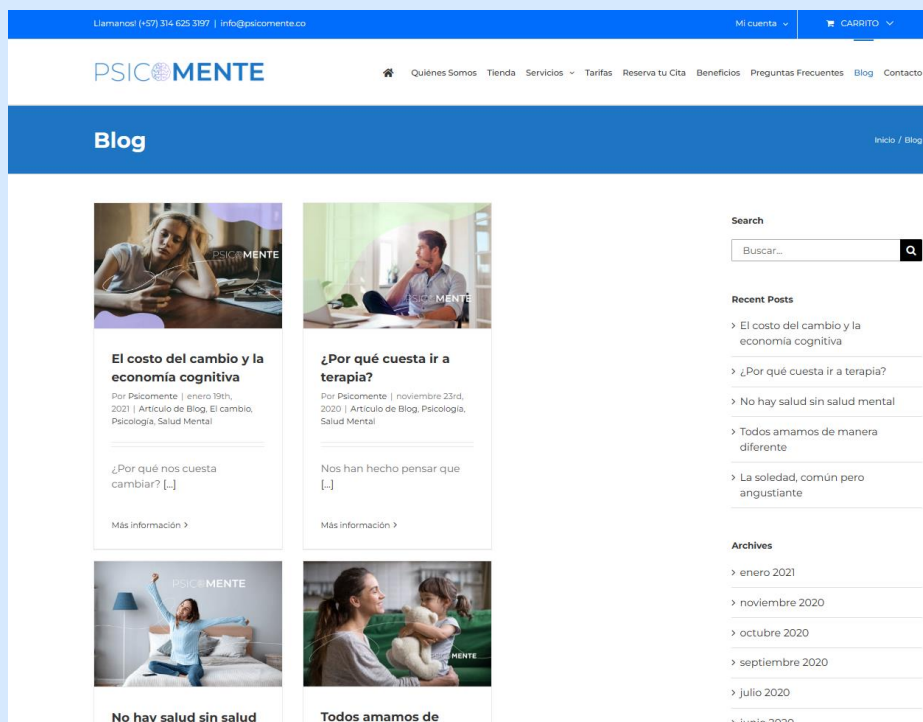 Llamanos! (+57) 314 625 3197 | info@psicomente.co
Mi cuenta
CARRITO
PSICOMENTE
Quiénes Somos Tienda Servicios Tarifas Reserva tu Cita Beneficios Preguntas Frecuentes Blog Contacto
Blog
Inicio / Blog
PSICOMENTE
El costo del cambio y la
economía cognitiva
Por Psicomente | enero 19th,
2021 | Artículo de Blog, El cambio,
Psicología, Salud Mental
¿Por qué nos cuesta
cambiar? [...]
Más información >
PSICOMENTE
¿Por qué cuesta ir a
terapia?
Por Psicomente | noviembre 23rd,
2020 | Artículo de Blog, Psicología,
Salud Mental
Nos han hecho pensar que
[...]
Más información >
PSICOMENTE
No hay salud sin salud
PSICOMENTE
Todos amamos de
Search
Buscar...
Recent Posts
> El costo del cambio y la
economía cognitiva
> ¿Por qué cuesta ir a terapia?
> No hay salud sin salud mental
> Todos amamos de manera
diferente
> La soledad, común pero
angustiante
Archives
> enero 2021
> noviembre 2020
> octubre 2020
> septiembre 2020
> julio 2020
> junio 2020